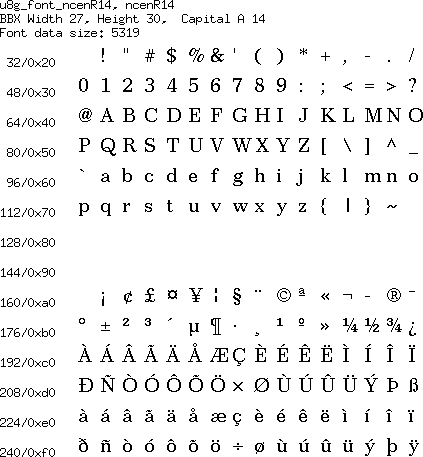 u8g_font_ncenR14, ncenR14
BBX Width 27, Height 30, Capital A 14
Font data size: 5319
32/0x20 ! " # $ % & ' ( ) * + , - . /
48/0x30 0 1 2 3 4 5 6 7 8 9 : ; < = > ?
64/0x40 @ A B C D E F G H I J K L M N O
80/0x50 P Q R S T U V W X Y Z [ \ ] ^ _
96/0x60 ` a b c d e f g h i j k l m n o
112/0x70 p q r s t u v w x y z { | } ~
128/0x80
144/0x90
160/0xa0 ¡ ¢ £ ¤ ¥ ¦ § ¨ © ª « ¬ - ® ¯
176/0xb0 ° ± ² ³ ´ µ ¶ · ¸ ¹ º » ¼ ½ ¾ ¿
192/0xc0 À Á Â Ã Ä Å Æ Ç È É Ê Ë Ì Í Î Ï
208/0xd0 Ð Ñ Ò Ó Ô Õ Ö × Ø Ù Ú Û Ü Ý Þ ß
224/0xe0 à á â ã ä å æ ç è é ê ë ì í î ï
240/0xf0 ð ñ ò ó ô õ ö ÷ ø ù ú û ü ý þ ÿ